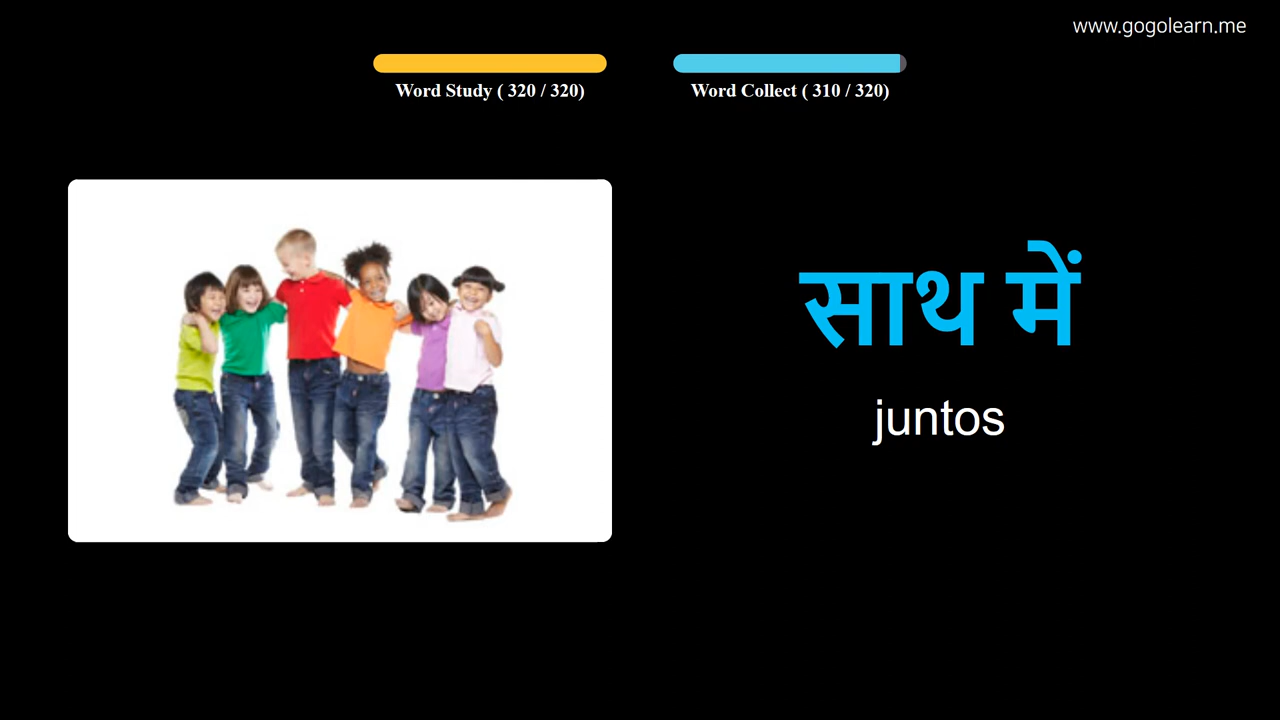 www.gogolearn.me
Word Study ( 320 / 320)
Word Collect ( 310 / 320)
साथ में
juntos